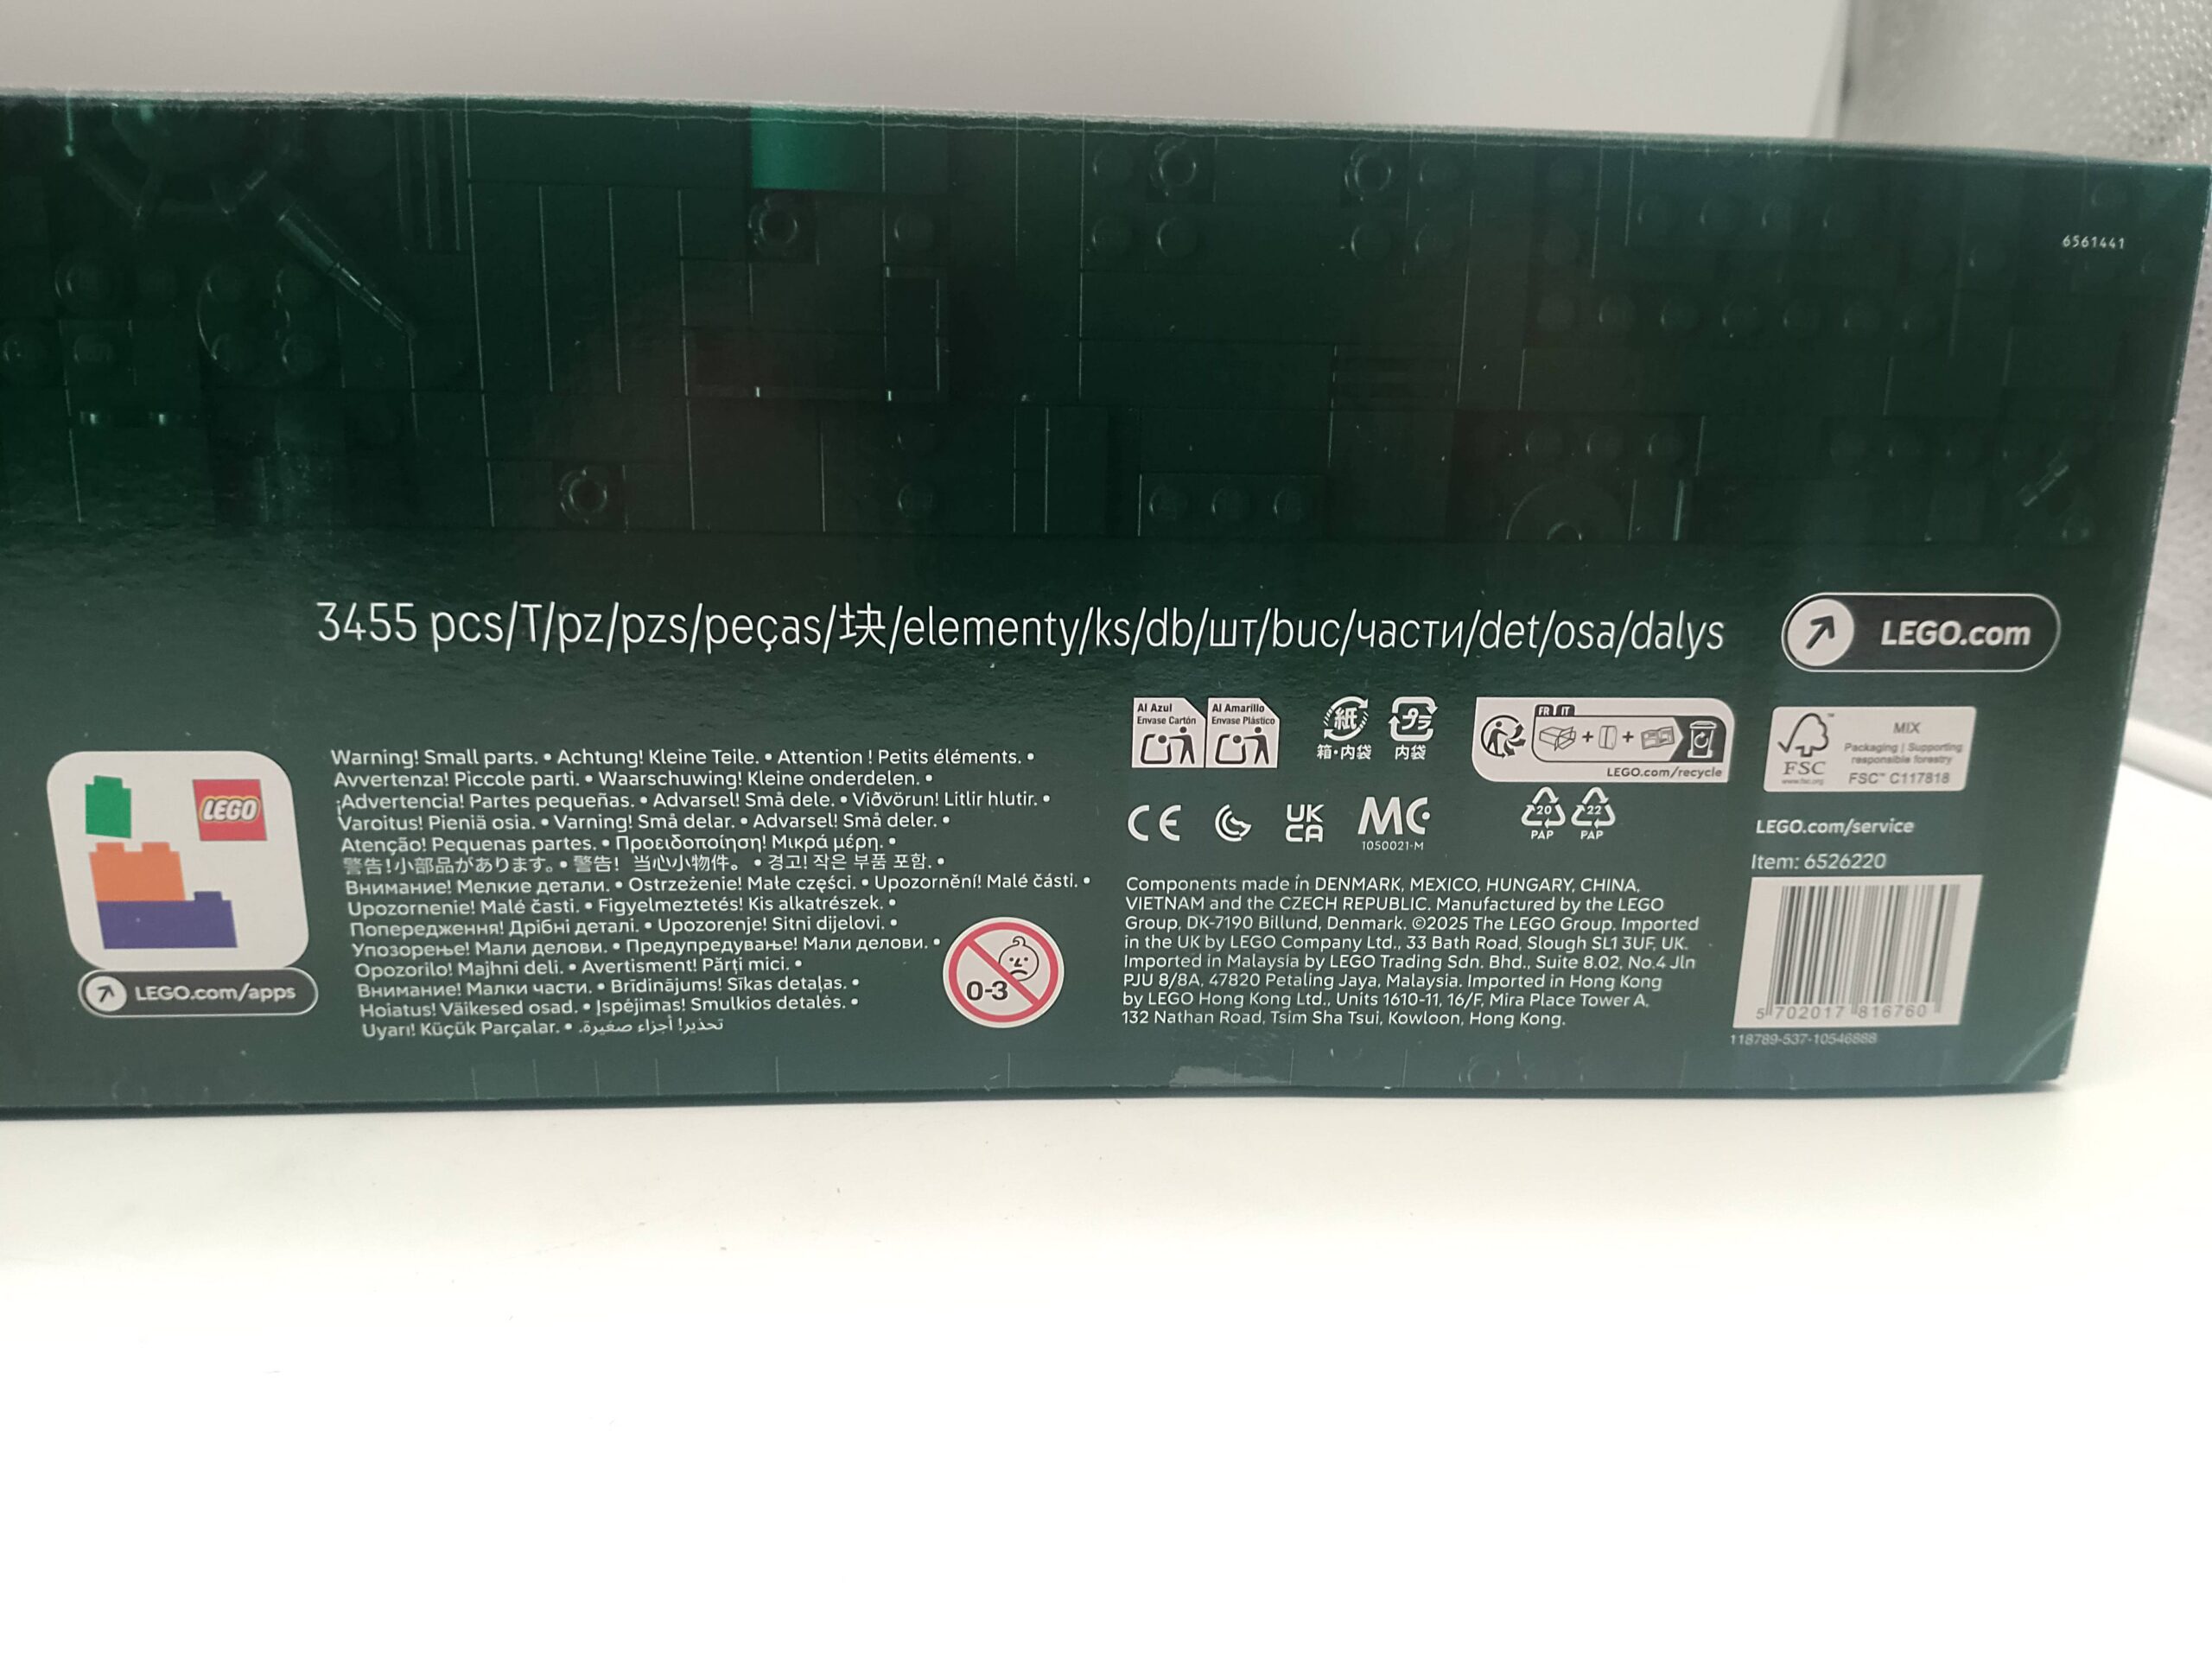 6561441
3455 pcs/T/pz/pzs/peças/块/elementy/ks/db/шт/buc/части/det/osa/dalys
LEGO.com
LEGO
LEGO.com/apps
Warning! Small parts. • Achtung! Kleine Teile. • Attention ! Petits éléments. •
Avvertenza! Piccole parti. • Waarschuwing! Kleine onderdelen. •
¡Advertencia! Partes pequeñas. • Advarsel! Små dele. • Viðvörun! Litlir hlutir. •
Varoitus! Pieniä osia. • Varning! Små delar. • Advarsel! Små deler. •
Atenção! Pequenas partes. • Προειδοποίηση! Μικρά μέρη. •
警告!小部品があります。• 警告! 当心小物件。 • 경고! 작은 부품 포함. •
Внимание! Мелкие детали. • Ostrzeżenie! Małe części. • Upozornění! Malé části. •
Upozornenie! Malé časti. • Figyelmeztetés! Kis alkatrészek. •
Попередження! Дрібні деталі. • Upozorenje! Sitni dijelovi. •
Упозорење! Мали делови. • Предупредување! Мали делови. •
Opozorilo! Majhni deli. • Avertisment! Părți mici. •
Внимание! Малки части. • Brīdinājums! Sīkas detaļas. •
Hoiatus! Väikesed osad. • Įspėjimas! Smulkios detalės. •
Uyarı! Küçük Parçalar. • تحذير! أجزاء صغيرة.
0-3
Al Azul
Envase Cartón
Al Amarillo
Envase Plástico
紙
箱・内袋
プラ
内袋
FR IT
LEGO.com/recycle
CE
UK
CA
MC
1050021-M
20
PAP
22
PAP
Components made in DENMARK, MEXICO, HUNGARY, CHINA,
VIETNAM and the CZECH REPUBLIC. Manufactured by the LEGO
Group, DK-7190 Billund, Denmark. ©2025 The LEGO Group. Imported
in the UK by LEGO Company Ltd., 33 Bath Road, Slough SL1 3UF, UK.
Imported in Malaysia by LEGO Trading Sdn. Bhd., Suite 8.02, No.4 Jln
PJU 8/8A, 47820 Petaling Jaya, Malaysia. Imported in Hong Kong
by LEGO Hong Kong Ltd., Units 1610-11, 16/F, Mira Place Tower A,
132 Nathan Road, Tsim Sha Tsui, Kowloon, Hong Kong.
FSC
www.fsc.org
MIX
Packaging | Supporting
responsible forestry
FSC™ C117818
LEGO.com/service
Item: 6526220
5 702017 816760
118789-537-10546888